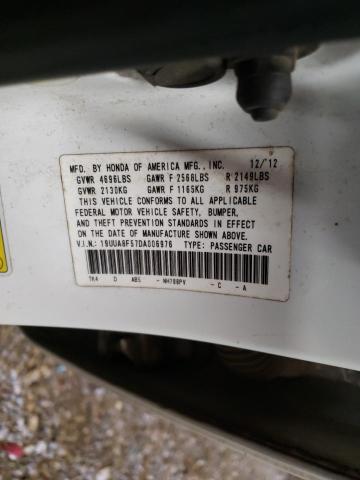 MFD. BY HONDA OF AMERICA MFG., INC. 12/'12
GVWR 4696LBS GAWR F 2568LBS R 2149LBS
GVWR 2130KG GAWR F 1165KG R 975KG
THIS VEHICLE CONFORMS TO ALL APPLICABLE
FEDERAL MOTOR VEHICLE SAFETY, BUMPER,
AND THEFT PREVENTION STANDARDS IN
EFFECT ON THE DATE OF
MANUFACTURE SHOWN ABOVE.
V.I.N.: 19UUA8F57DA006976 TYPE: PASSENGER CAR
TK4 D ABS - NH788PV - C - A